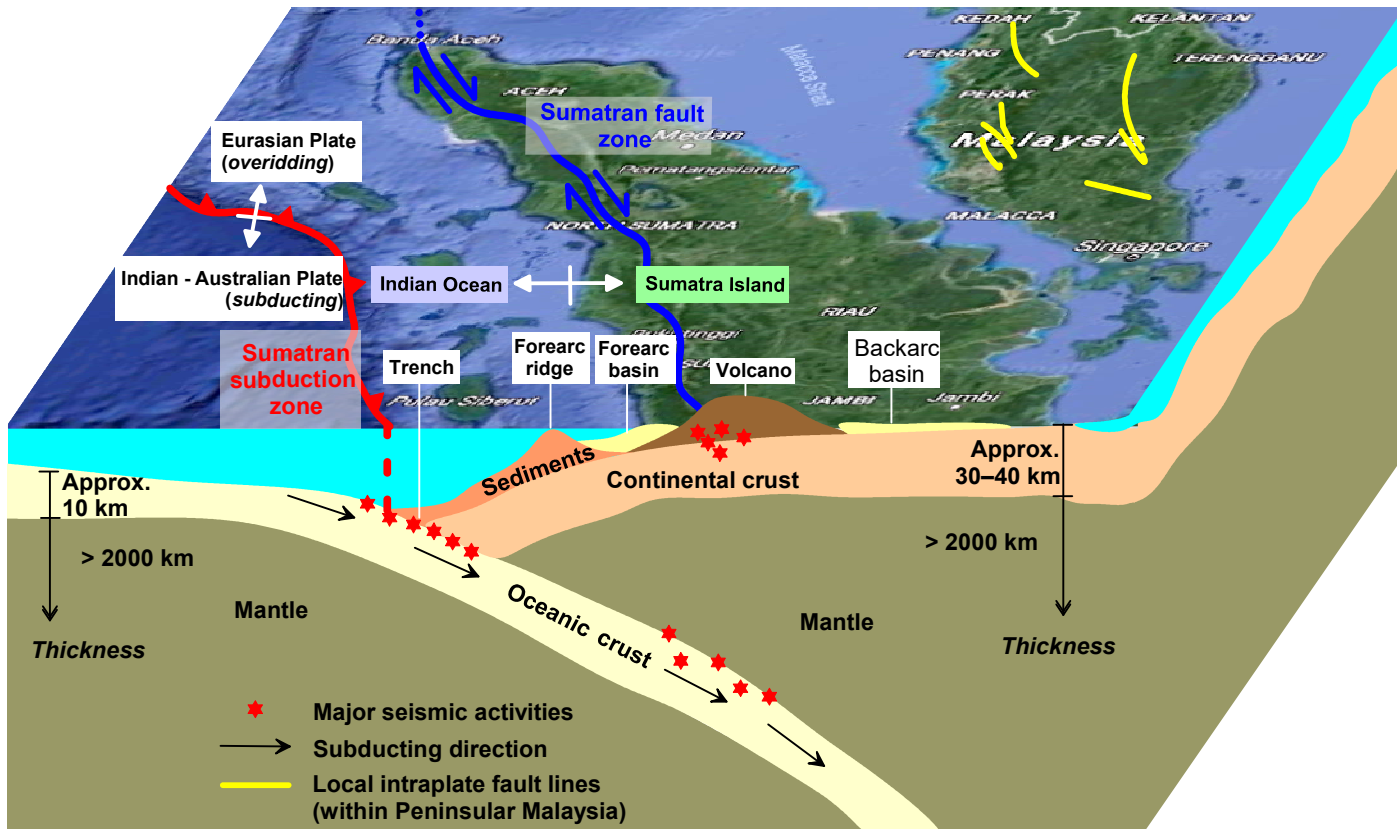 KEDAH
KELANTAN
Banda Aceh
PENANG
TERENGGANU
Malacca Strait
ACEH
PERAK
Sumatran fault
zone
Eurasian Plate
(overidding)
Medan
Malaysia
Pematangsiantar
MALACCA
NORTH SUMATRA
Singapore
Indian - Australian Plate
(subducting)
Indian Ocean
Sumatra Island
RIAU
Bukittinggi
Sumatran
subduction
zone
Trench
Forearc
ridge
Forearc
basin
Volcano
Backarc
basin
Pulau Siberut
JAMBI
Jambi
Approx.
10 km
Sediments
Continental crust
Approx.
30–40 km
> 2000 km
> 2000 km
Mantle
Oceanic crust
Mantle
Thickness
Thickness
Major seismic activities
Subducting direction
Local intraplate fault lines
(within Peninsular Malaysia)